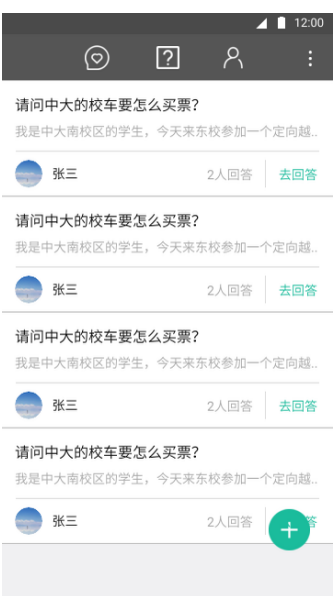 12:00
请问中大的校车要怎么买票？
我是中大南校区的学生，今天来东校参加一个定向越..
张三 2人回答 去回答
请问中大的校车要怎么买票？
我是中大南校区的学生，今天来东校参加一个定向越..
张三 2人回答 去回答
请问中大的校车要怎么买票？
我是中大南校区的学生，今天来东校参加一个定向越..
张三 2人回答 去回答
请问中大的校车要怎么买票？
我是中大南校区的学生，今天来东校参加一个定向越..
张三 2人回答 答